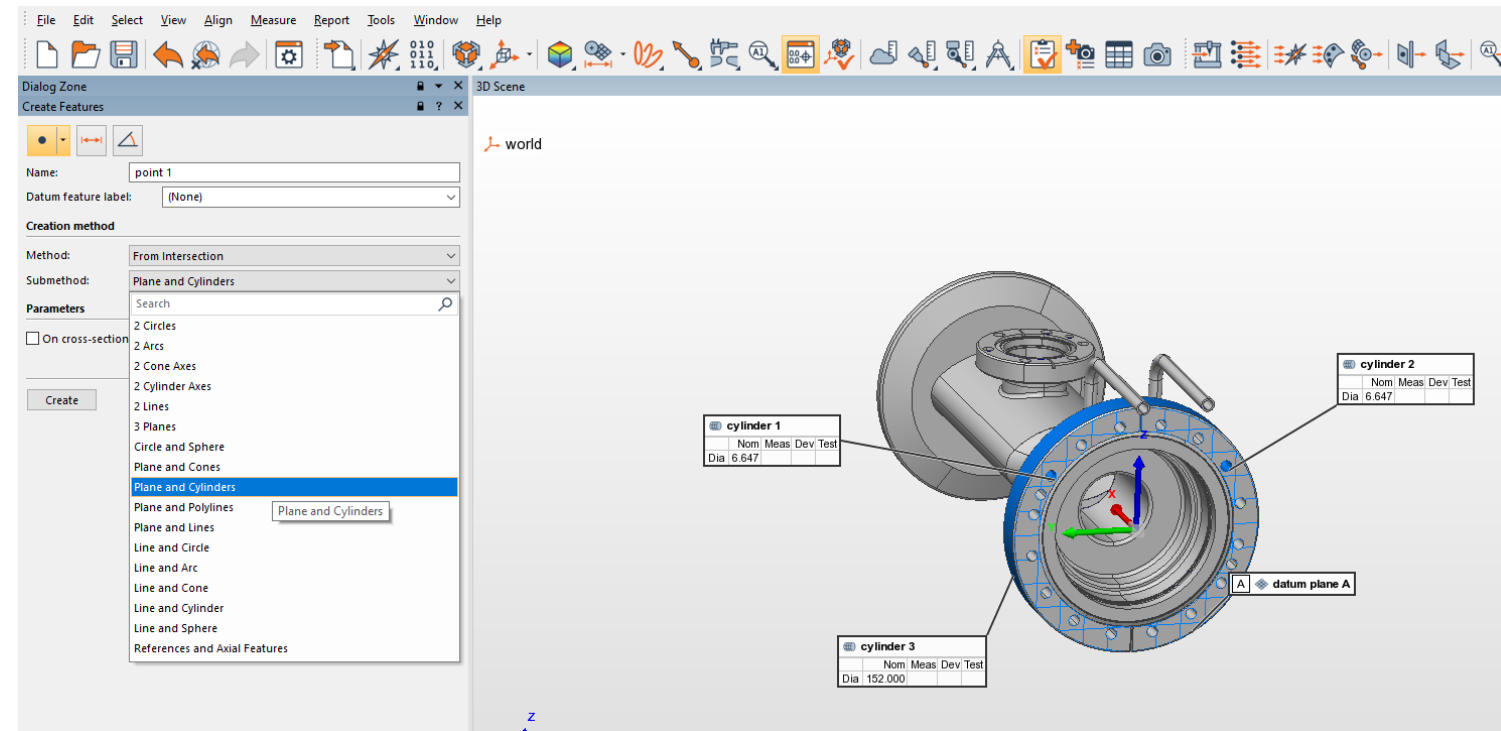 File Edit Select View Align Measure Report Tools Window Help
Dialog Zone
3D Scene
Create Features
Name: point 1
Datum feature label: (None)
Creation method
Method: From Intersection
Submethod: Plane and Cylinders
Search
Parameters
2 Circles
On cross-section
2 Arcs
2 Cone Axes
2 Cylinder Axes
Create
2 Lines
3 Planes
Circle and Sphere
Plane and Cones
Plane and Cylinders
Plane and Polylines
Plane and Cylinders
Plane and Lines
Line and Circle
Line and Arc
Line and Cone
Line and Cylinder
Line and Sphere
References and Axial Features
world
cylinder 2
Nom Meas Dev Test
Dia 6.647
cylinder 1
Nom Meas Dev Test
Dia 6.647
Z
X
Y
A datum plane A
cylinder 3
Nom Meas Dev Test
Dia 152.000
Z